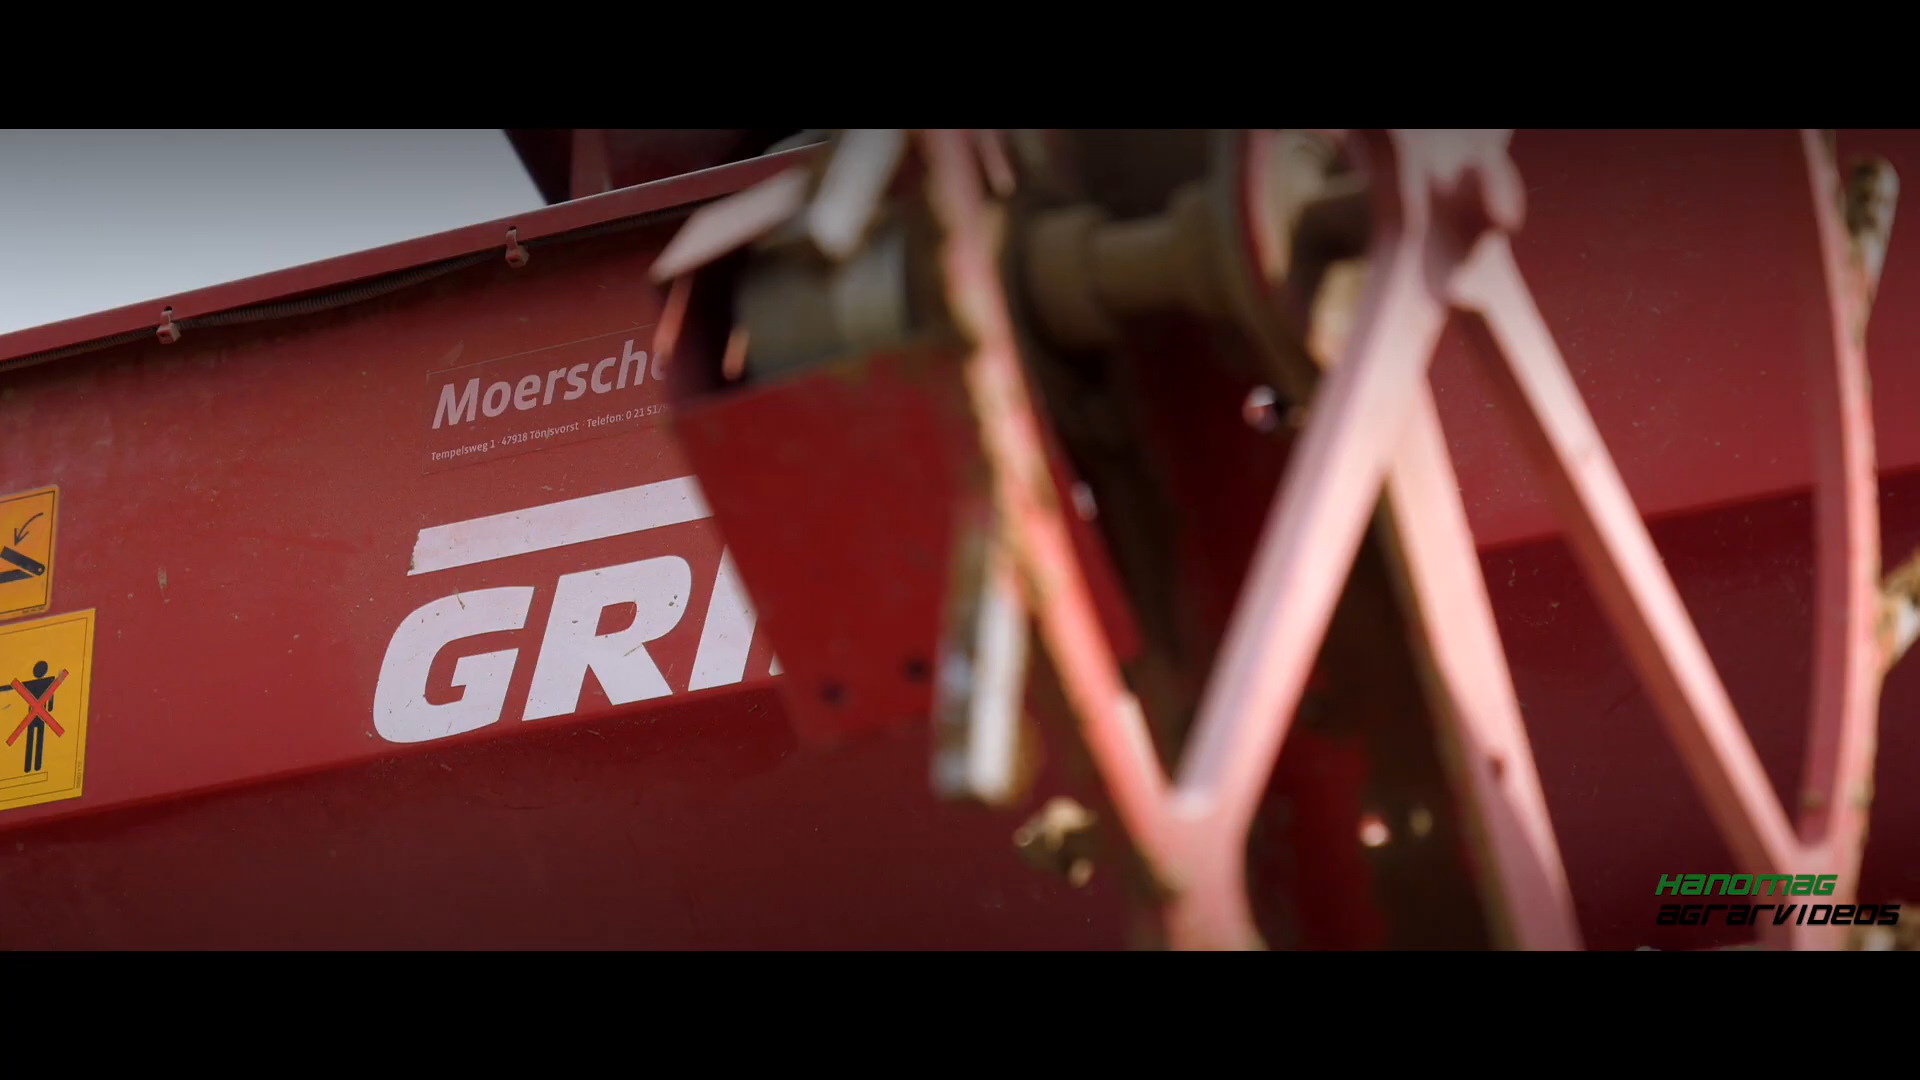 Moersche
Tempelsweg 1 · 47918 Tönisvorst · Telefon: 0 21 51/
GRI
HANOMAG
AGRARVIDEOS